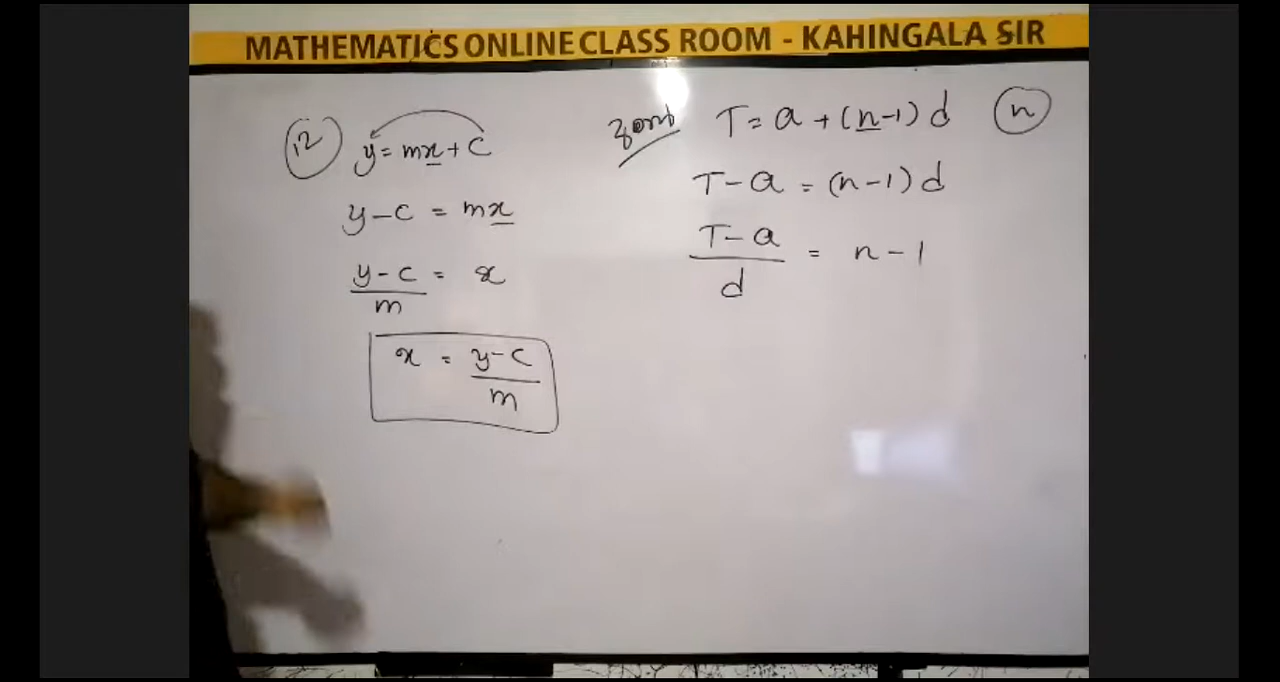 MATHEMATICS ONLINE CLASS ROOM - KAHINGALA SIR
12
y = mx + c
y - c = mx
y - c / m = x
x = y - c / m
T = a + (n - 1) d
n
T - a = (n - 1) d
T - a / d = n - 1